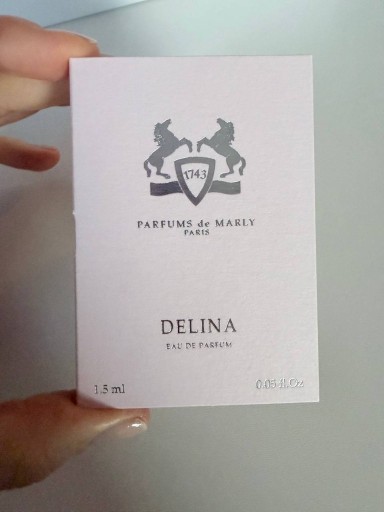 1743
PARFUMS de MARLY
PARIS
DELINA
EAU DE PARFUM
1.5 ml 0.05 fl.Oz